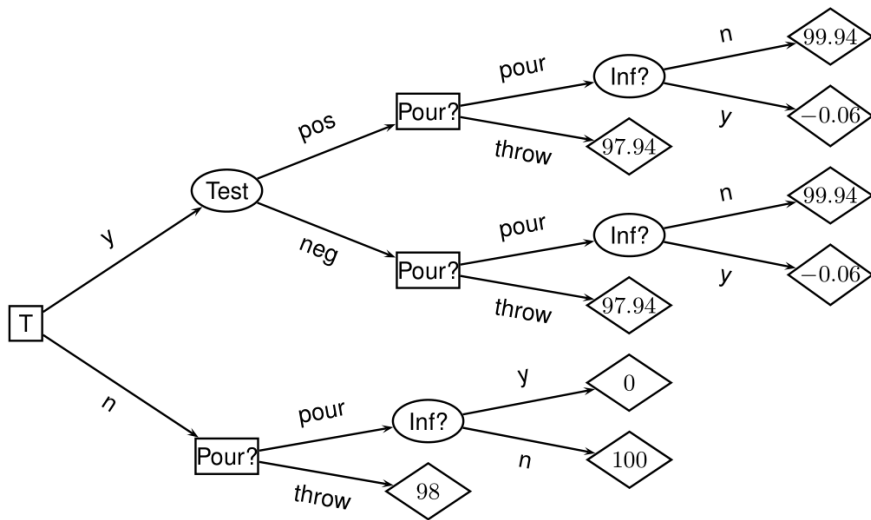 n
99.94
pour
Inf?
pos
Pour?
y
−0.06
throw
97.94
Test
n
99.94
y
pour
Inf?
neg
Pour?
y
−0.06
throw
97.94
T
y
0
n
pour
Inf?
Pour?
n
100
throw
98